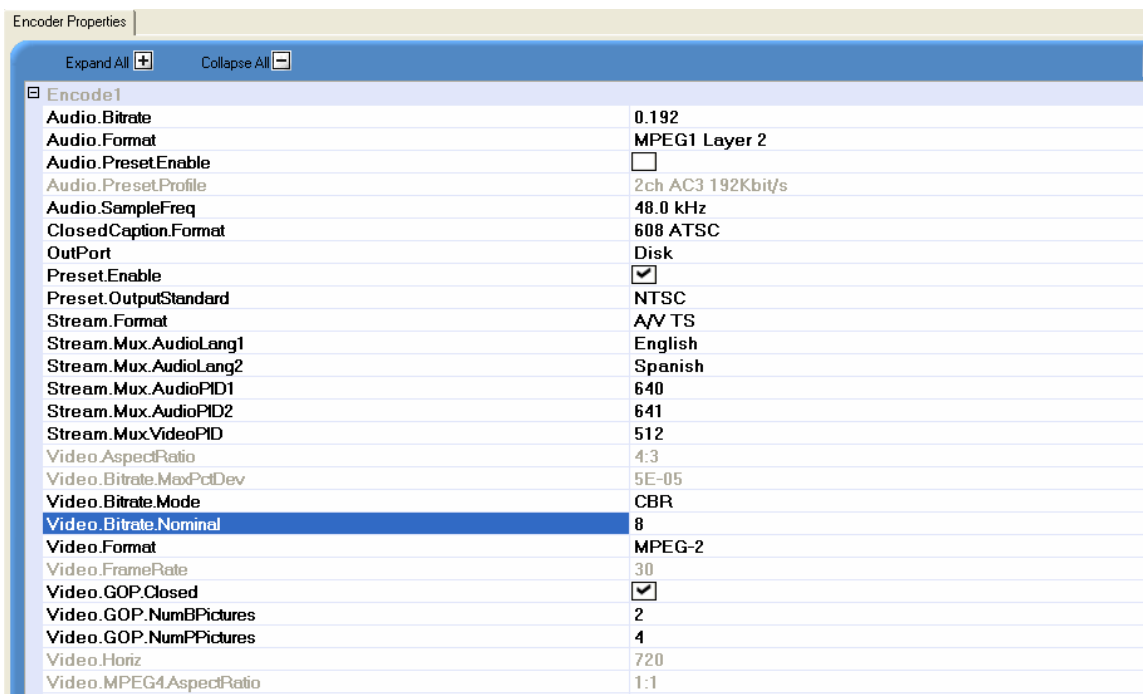 Encoder Properties
Expand All Collapse All
Encode1
Audio.Bitrate 0.192
Audio.Format MPEG1 Layer 2
Audio.Preset.Enable
Audio.Preset.Profile 2ch AC3 192Kbit/s
Audio.SampleFreq 48.0 kHz
ClosedCaption.Format 608 ATSC
OutPort Disk
Preset.Enable
Preset.OutputStandard NTSC
Stream.Format A/V TS
Stream.Mux.AudioLang1 English
Stream.Mux.AudioLang2 Spanish
Stream.Mux.AudioPID1 640
Stream.Mux.AudioPID2 641
Stream.Mux.VideoPID 512
Video.AspectRatio 4:3
Video.Bitrate.MaxPctDev 5E-05
Video.Bitrate.Mode CBR
Video.Bitrate.Nominal 8
Video.Format MPEG-2
Video.FrameRate 30
Video.GOP.Closed
Video.GOP.NumBPictures 2
Video.GOP.NumPPictures 4
Video.Horiz 720
Video.MPEG4.AspectRatio 1:1